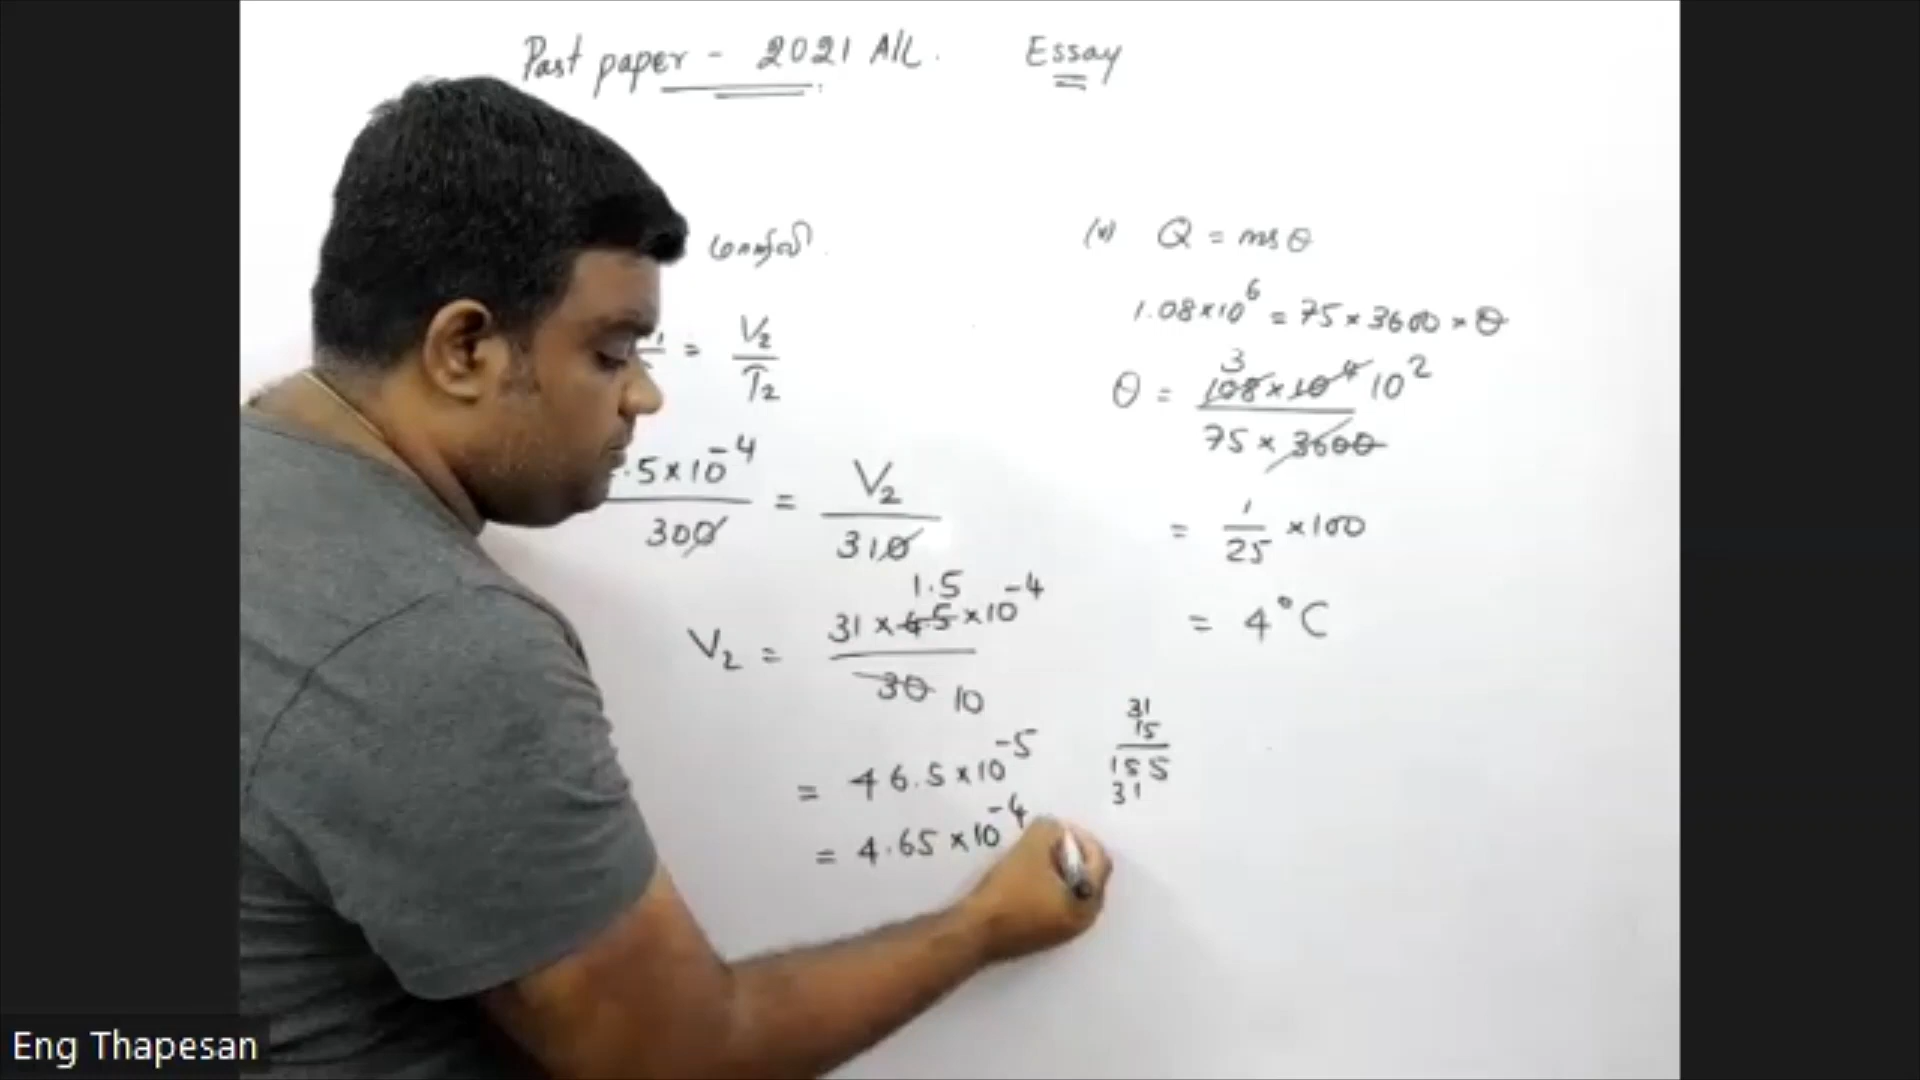 Past paper - 2021 A/L. Essay
(v) Q = msθ
1.08×10⁶ = 75 × 3600 × θ
= V₂/T₂
.5×10⁻⁴/300 = V₂/310
V₂ = 31 × 4.5 1.5 × 10⁻⁴/30 10
= 46.5 × 10⁻⁵
= 4.65 × 10⁻⁴
θ = 108 3 × 10⁴ 10²/75 × 3600
= 1/25 × 100
= 4°C
31
15
155
31
Eng Thapesan